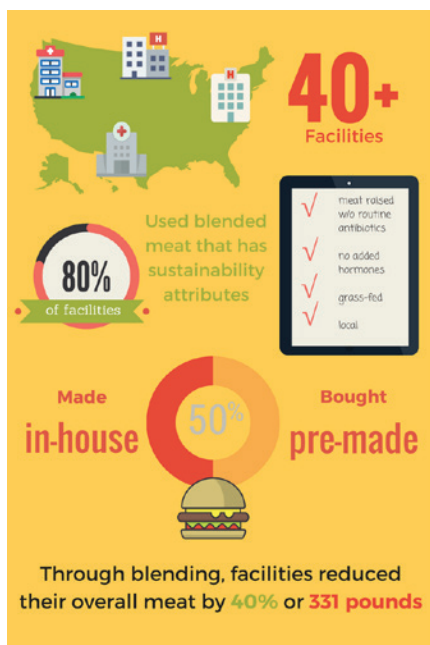 H
H
40+
Facilities
80%
of facilities
Used blended
meat that has
sustainability
attributes
meat raised
w/o routine
antibiotics
no added
hormones
grass-fed
local
Made
in-house
50%
Bought
pre-made
Through blending, facilities reduced
their overall meat by 40% or 331 pounds